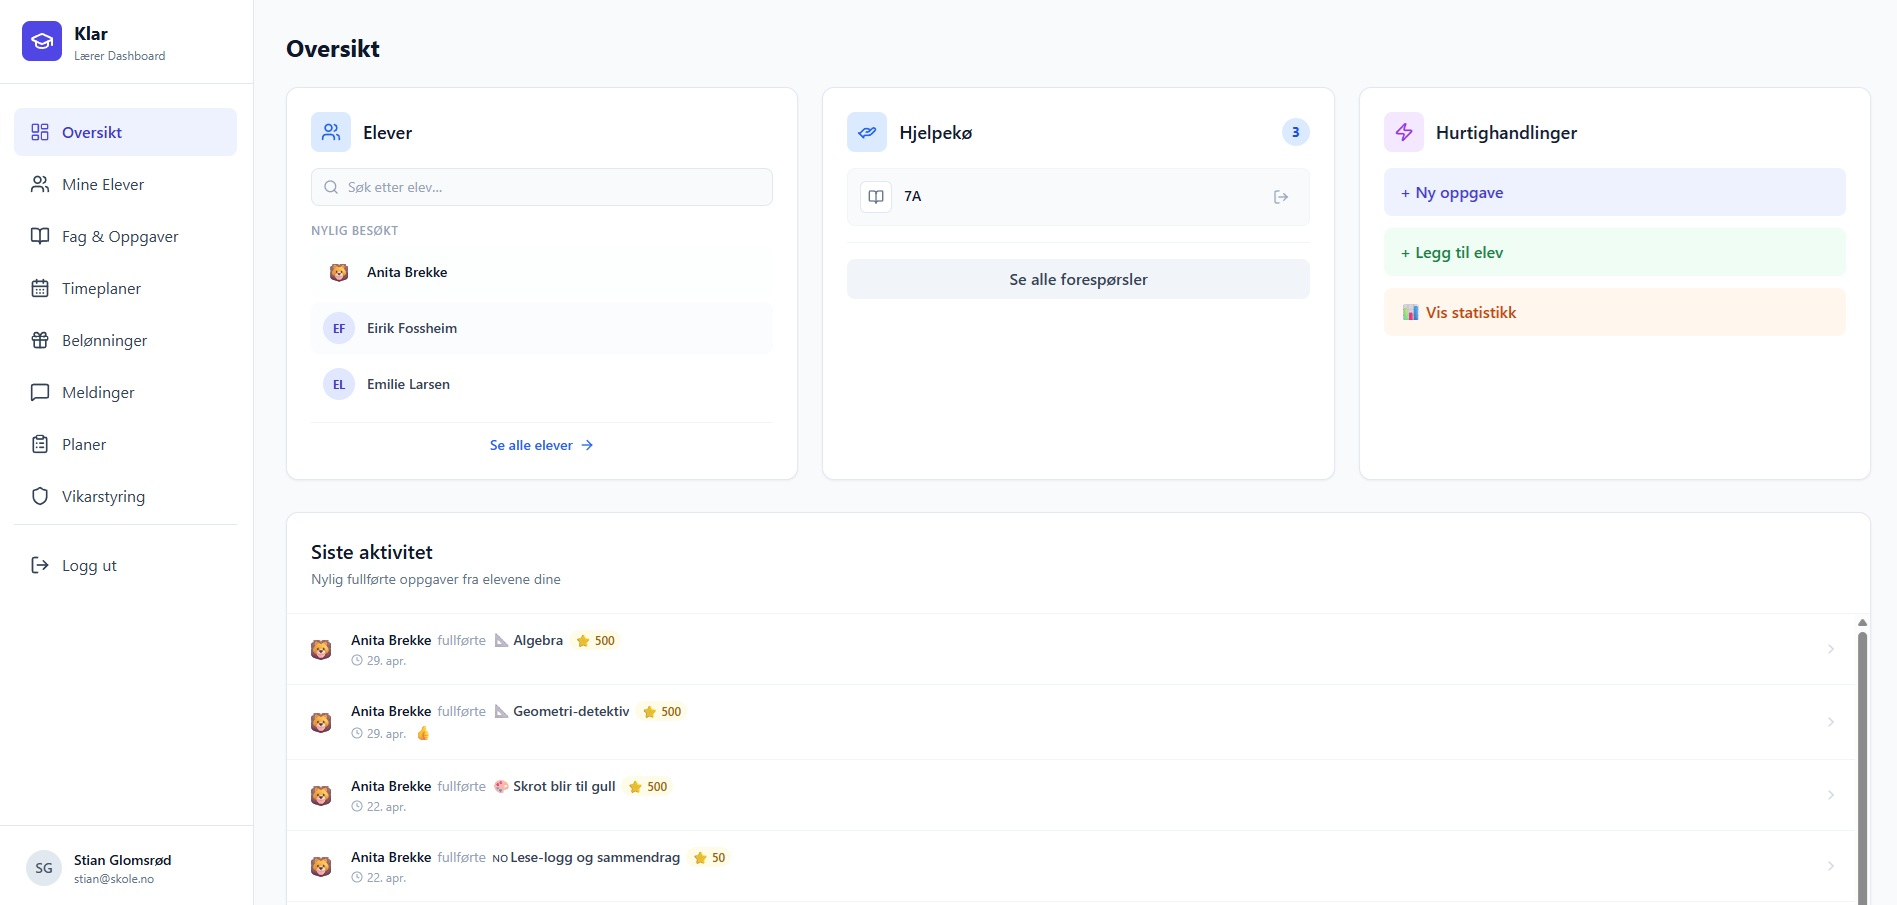 Klar
Lærer Dashboard
Oversikt
Mine Elever
Fag & Oppgaver
Timeplaner
Belønninger
Meldinger
Planer
Vikarstyring
Logg ut
SG
Stian Glomsrød
stian@skole.no
Oversikt
Elever
Søk etter elev...
NYLIG BESØKT
Anita Brekke
EF Eirik Fossheim
EL Emilie Larsen
Se alle elever →
Hjelpekø 3
7A
Se alle forespørsler
Hurtighandlinger
+ Ny oppgave
+ Legg til elev
Vis statistikk
Siste aktivitet
Nylig fullførte oppgaver fra elevene dine
Anita Brekke fullførte Algebra 500
29. apr.
Anita Brekke fullførte Geometri-detektiv 500
29. apr.
Anita Brekke fullførte Skrot blir til gull 500
22. apr.
Anita Brekke fullførte NO Lese-logg og sammendrag 50
22. apr.